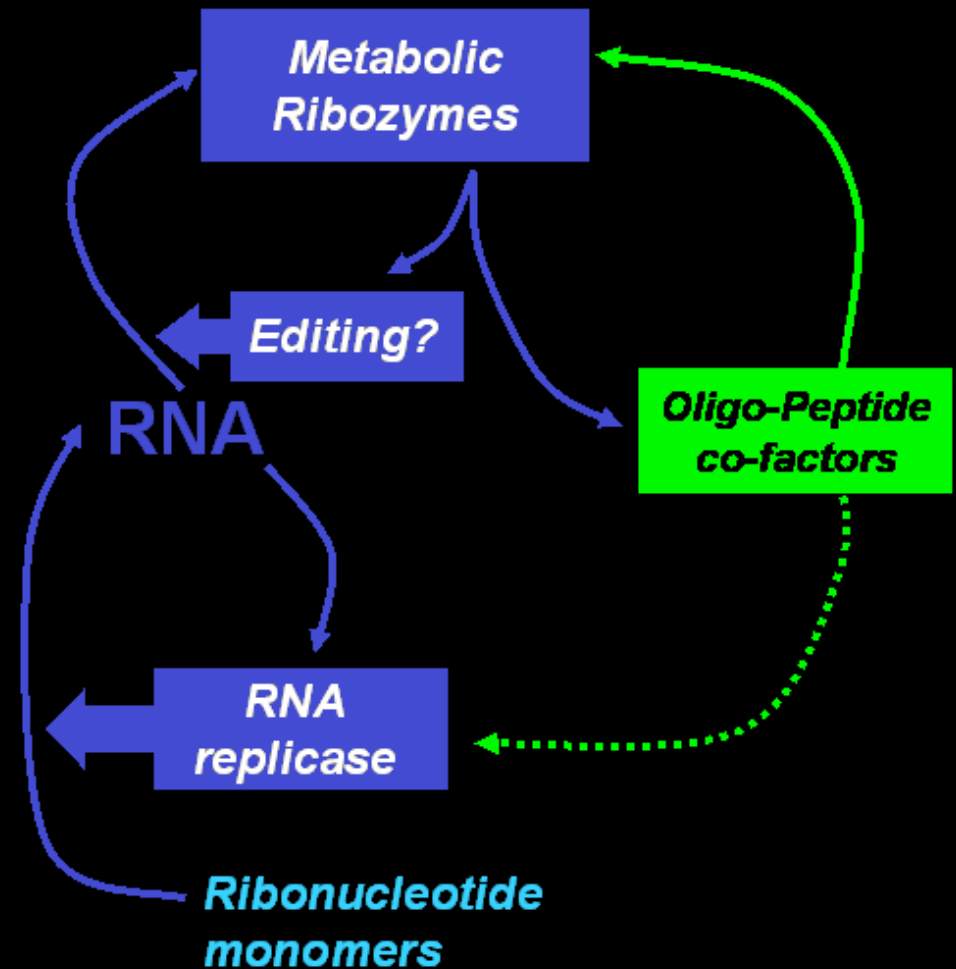 Metabolic
Ribozymes
Editing?
RNA
Oligo-Peptide
co-factors
RNA
replicase
Ribonucleotide
monomers